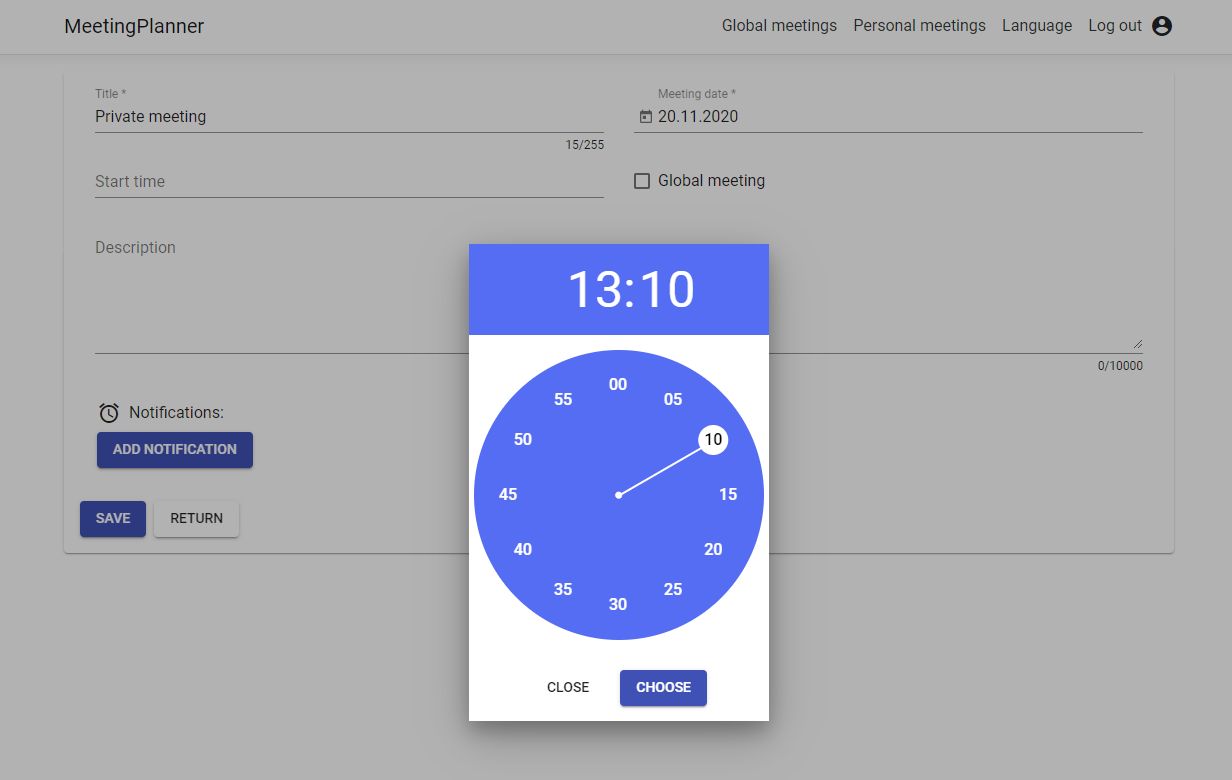 MeetingPlanner
Global meetings Personal meetings Language Log out
Title *
Private meeting
15/255
Meeting date *
20.11.2020
Start time
Global meeting
Description
0/10000
Notifications:
ADD NOTIFICATION
SAVE RETURN
13:10
00
55 05
50 10
45 15
40 20
35 25
30
CLOSE CHOOSE